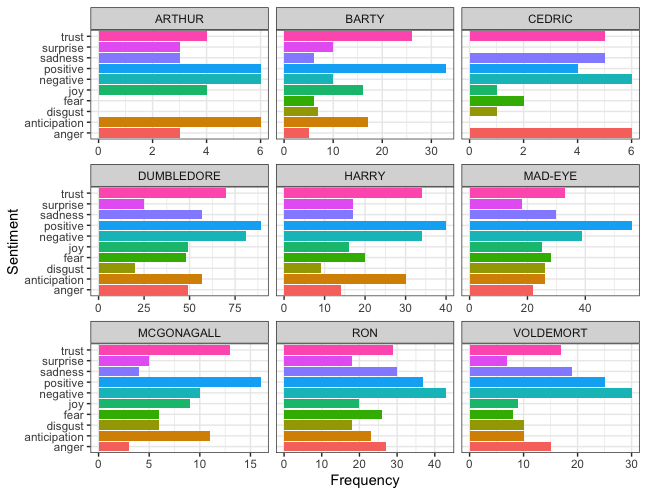 ARTHUR BARTY CEDRIC
trust
surprise
sadness
positive
negative
joy
fear
disgust
anticipation
anger
0 2 4 6 0 10 20 30 0 2 4 6
DUMBLEDORE HARRY MAD-EYE
trust
surprise
sadness
positive
negative
joy
fear
disgust
anticipation
anger
0 25 50 75 0 10 20 30 40 0 20 40
MCGONAGALL RON VOLDEMORT
trust
surprise
sadness
positive
negative
joy
fear
disgust
anticipation
anger
0 5 10 15 0 10 20 30 40 0 10 20 30
Sentiment
Frequency